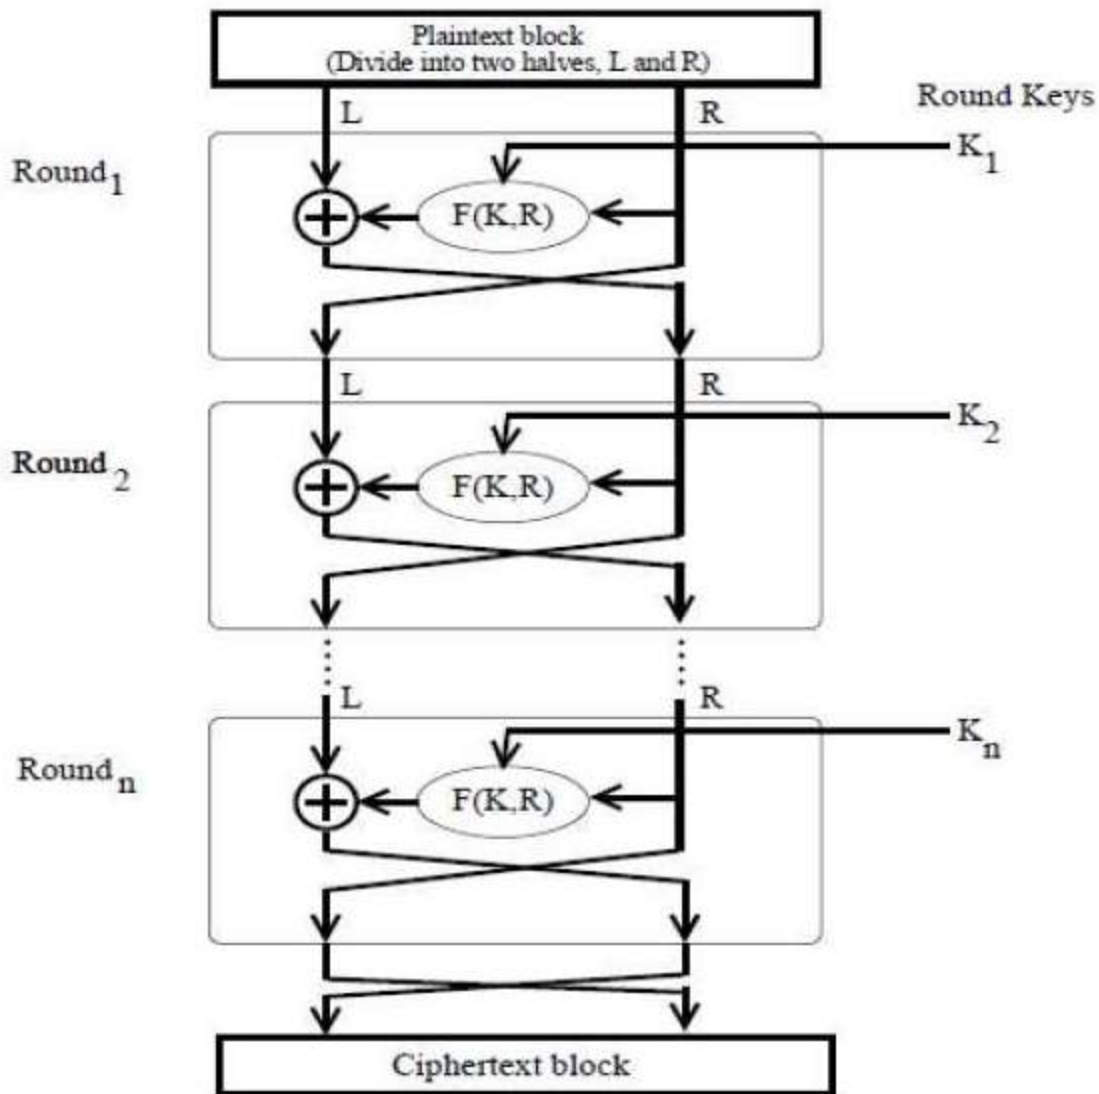 Plaintext block
(Divide into two halves, L and R)
Round Keys
L
R
K1
Round1
F(K,R)
L
R
K2
Round2
F(K,R)
L
R
Kn
Roundn
F(K,R)
Ciphertext block